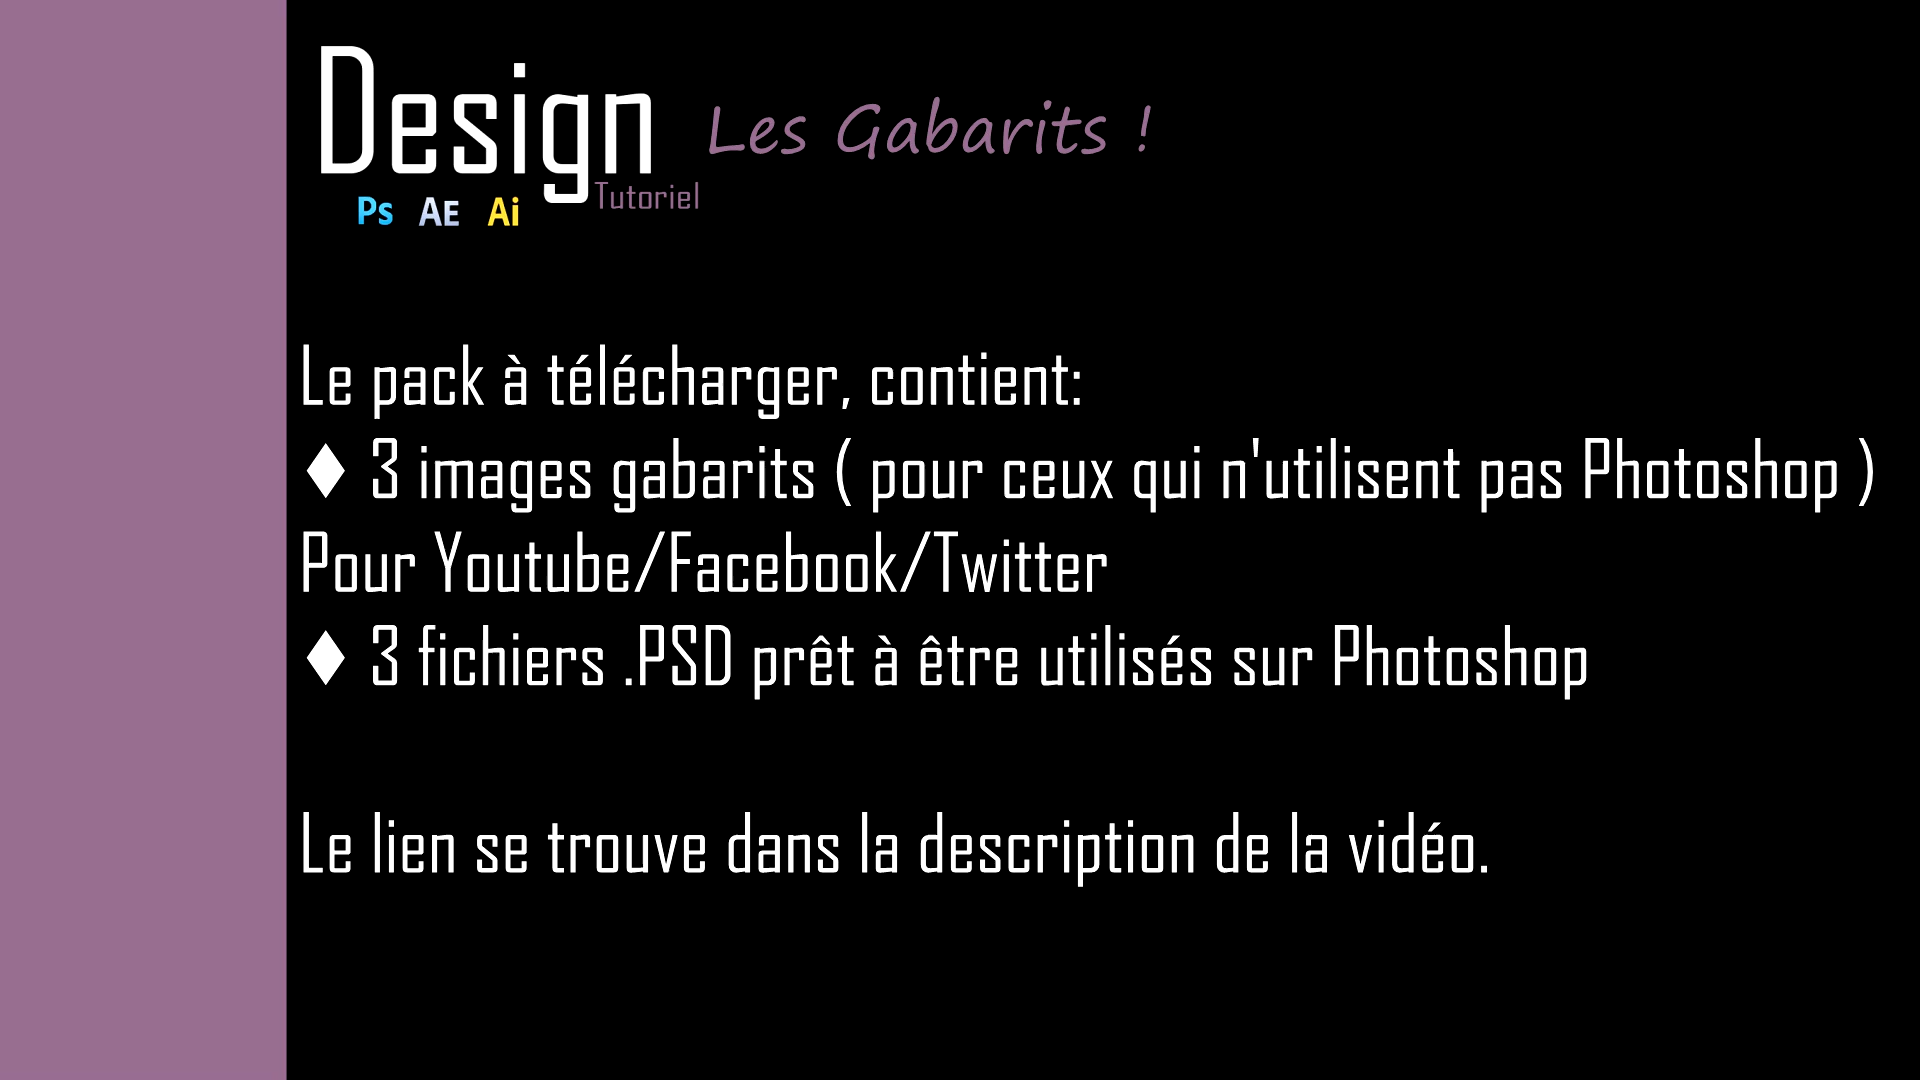 Design
Les Gabarits !
Tutoriel
Ps AE Ai
Le pack à télécharger, contient:
♦ 3 images gabarits ( pour ceux qui n'utilisent pas Photoshop )
Pour Youtube/Facebook/Twitter
♦ 3 fichiers .PSD prêt à être utilisés sur Photoshop
Le lien se trouve dans la description de la vidéo.